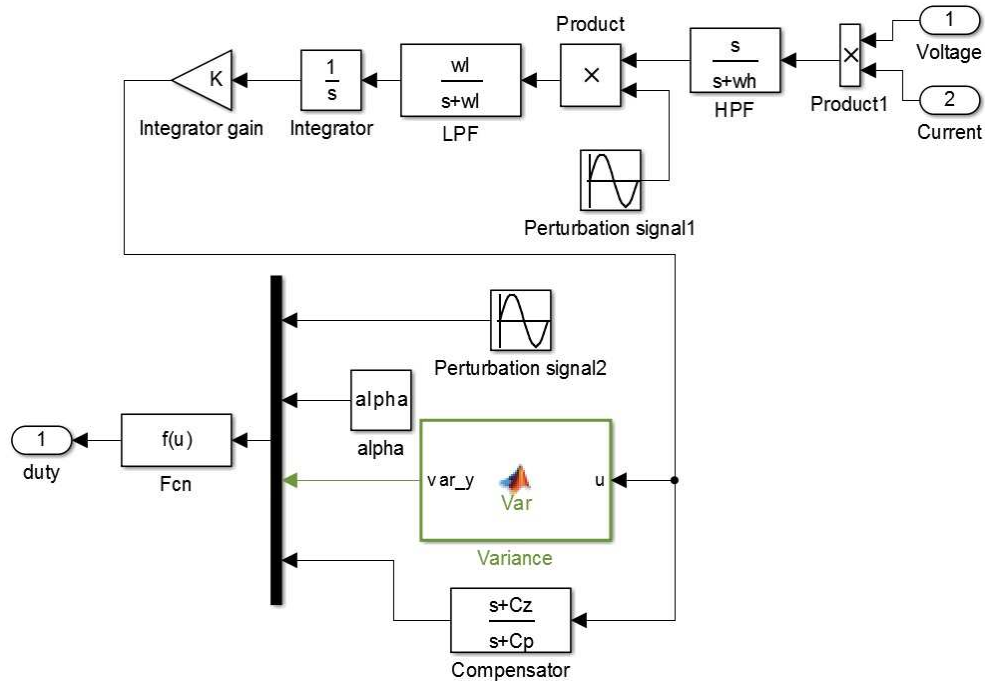 Product
1
Voltage
K
1
s
wl
s+wl
×
s
s+wh
×
2
Integrator gain
Integrator
LPF
HPF
Product1
Current
Perturbation signal1
Perturbation signal2
alpha
alpha
1
f(u)
duty
Fcn
var_y
u
Var
Variance
s+Cz
s+Cp
Compensator